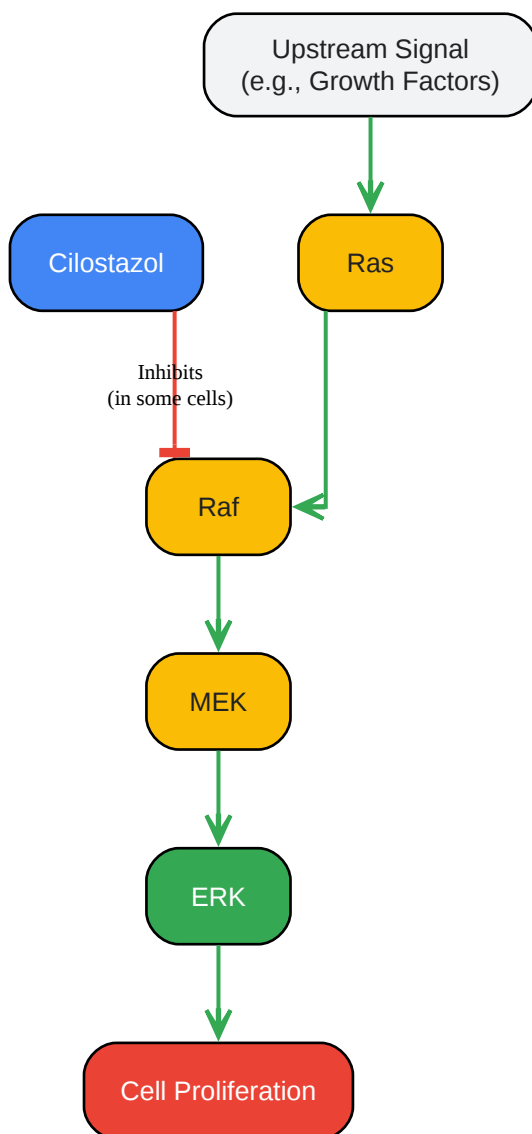 Upstream Signal
(e.g., Growth Factors)
Cilostazol
Ras
Inhibits
(in some cells)
Raf
MEK
ERK
Cell Proliferation